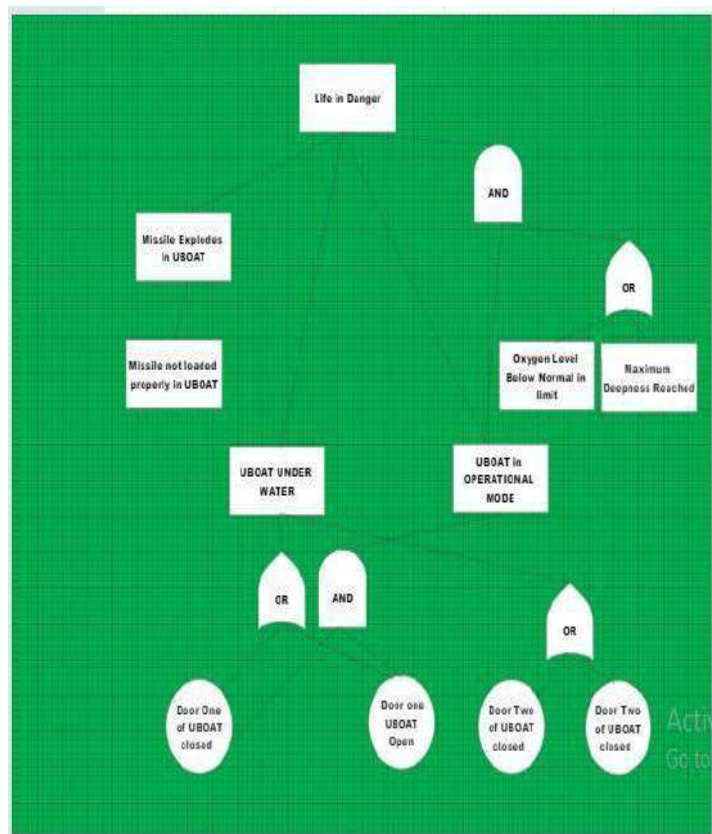 Life in Danger
AND
Missile Explodes
in UBOAT
OR
Missile not loaded
properly in UBOAT
Oxygen Level
Below Normal in
limit
Maximum
Deepness Reached
UBOAT UNDER
WATER
UBOAT in
OPERATIONAL
MODE
OR
AND
OR
Door One
of UBOAT
closed
Door one
UBOAT
Open
Door Two
of UBOAT
closed
Door Two
of UBOAT
closed
Activ
Go to